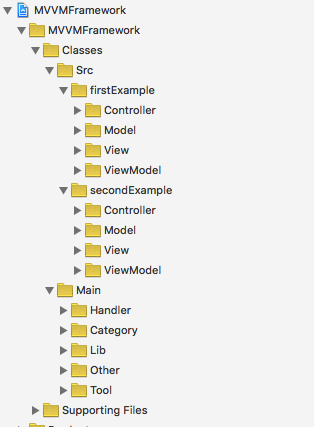 MVVMFramework
MVVMFramework
Classes
Src
firstExample
Controller
Model
View
ViewModel
secondExample
Controller
Model
View
ViewModel
Main
Handler
Category
Lib
Other
Tool
Supporting Files